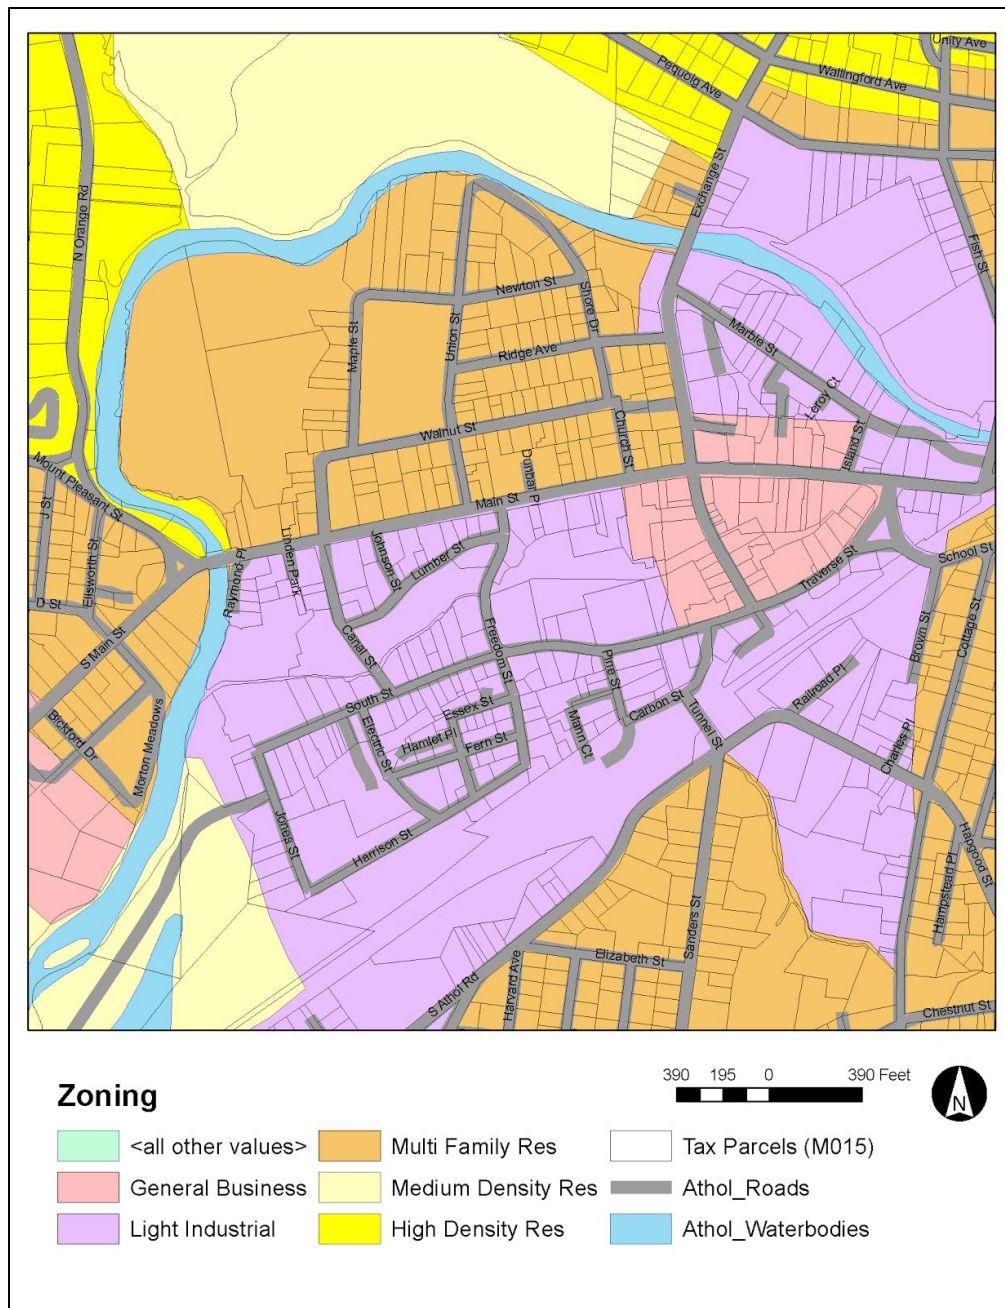 Unity Ave
Pequoig Ave
Wallingford Ave
N Orange Rd
Exchange St
Fish St
Newton St
Shore Dr
Maple St
Union St
Marble St
Ridge Ave
Leroy Ct
Walnut St
Church St
Island St
Mount Pleasant St
Dunbar Pl
J St
Main St
Ellsworth St
Linden Park
Johnson St
Lumber St
Traverse St
School St
Raymond Pl
D St
S Main St
Canal St
Freedom St
Brown St
Cottage St
Pine St
South St
Railroad Pl
Essex St
Carbon St
Tunnel St
Bickford Dr
Morton Meadows
Electric St
Hamlet Pl
Fern St
Mann Ct
Charles Pl
Jones St
Harrison St
Hapgood St
Hampstead Pl
Sanders St
Elizabeth St
S Athol Rd
Harvard Ave
Chestnut St
390 195 0 390 Feet
N
Zoning
<all other values>
Multi Family Res
Tax Parcels (M015)
General Business
Medium Density Res
Athol_Roads
Light Industrial
High Density Res
Athol_Waterbodies